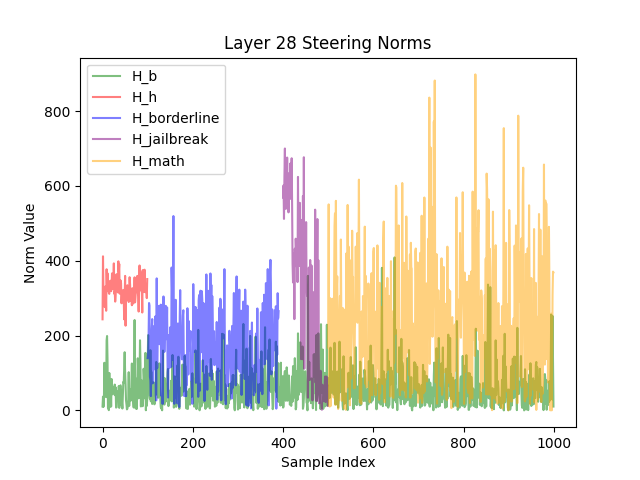 Layer 28 Steering Norms
H_b
H_h
H_borderline
H_jailbreak
H_math
Norm Value
800
600
400
200
0
0 200 400 600 800 1000
Sample Index